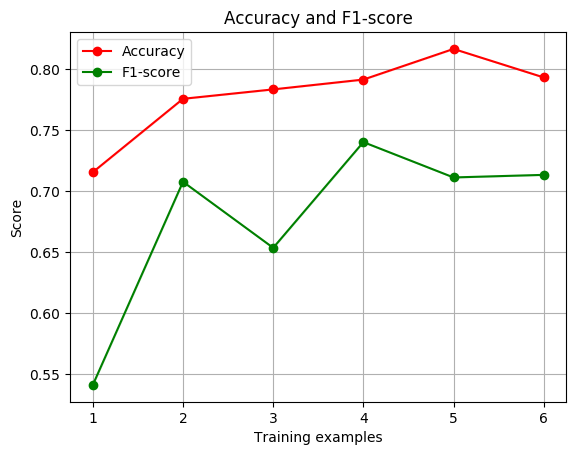 Accuracy and F1-score
Accuracy
F1-score
0.80
0.75
0.70
0.65
0.60
0.55
Score
1 2 3 4 5 6
Training examples